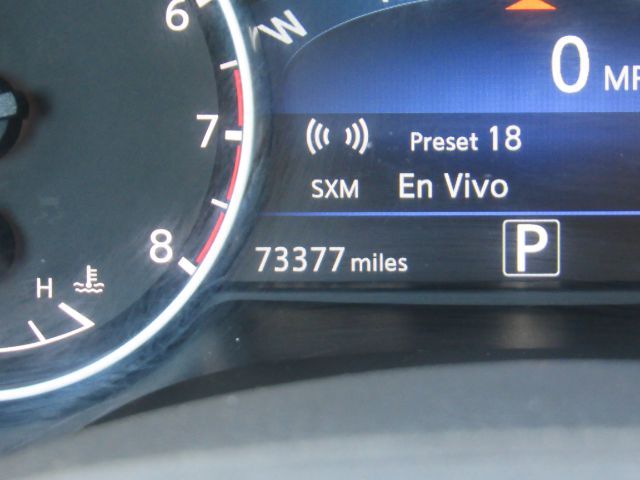 6
W
0 MP
7
Preset 18
SXM En Vivo
8
73377 miles
P
H